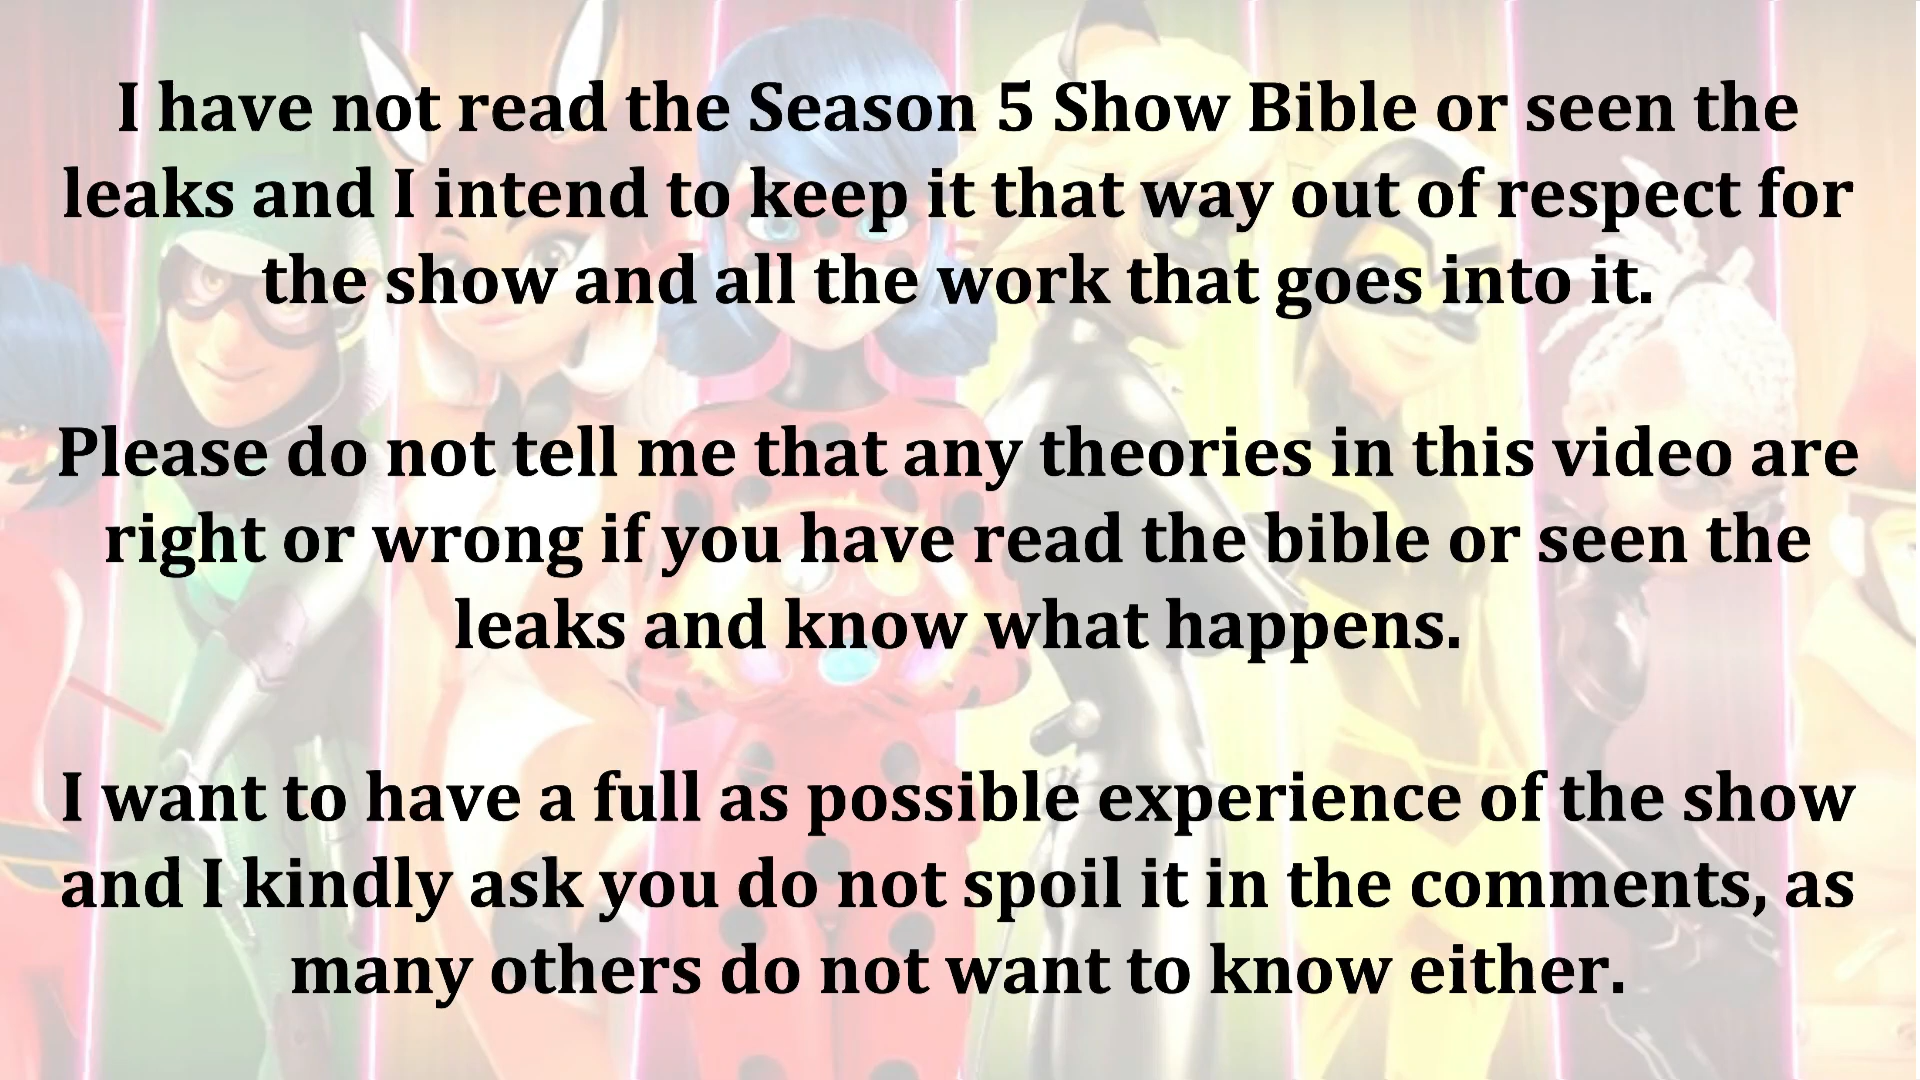 I have not read the Season 5 Show Bible or seen the
leaks and I intend to keep it that way out of respect for
the show and all the work that goes into it.
Please do not tell me that any theories in this video are
right or wrong if you have read the bible or seen the
leaks and know what happens.
I want to have a full as possible experience of the show
and I kindly ask you do not spoil it in the comments, as
many others do not want to know either.